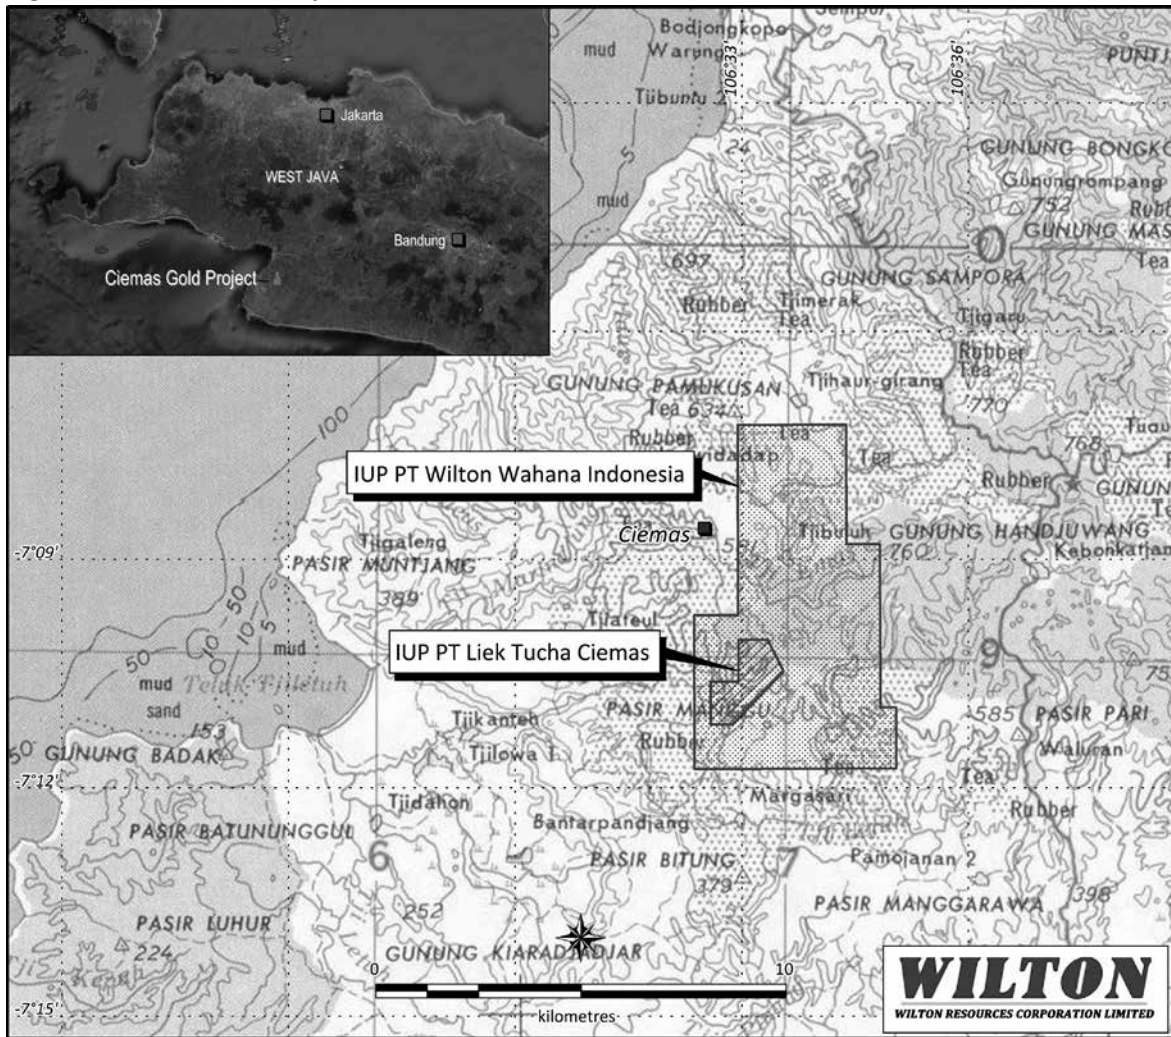 Bodjongkopo
Warung
mud
Tjibuntu 2
5
mud
Jakarta
WEST JAVA
Bandung
Ciemas Gold Project
106°33'
106°36'
24
GUNUNG BONGKO
Gunungrompang
752
GUNUNG MAS
Tea
GUNUNG SAMPORA
697
Rubber
Tjimerak
Tea
Tjigaru
Rubber
Tea
GUNUNG PAMUKUSAN
Tea 634
Tjihaur-girang
770
Rubber
Tea
Tea
768
Rubber
IUP PT Wilton Wahana Indonesia
100
Ciemas
Tjiburuh
GUNUNG HANDJUWANG
760
Kebonkatjan
-7°09'
Tjigaleng
PASIR MUNTJANG
389
50
10
5
IUP PT Liek Tucha Ciemas
9
50
mud
mud
sand
153
GUNUNG BADAK
Tjikanteh
Tjilowa 1
PASIR MANGGU
Rubber
585
PASIR PARI
Waluran
Tea
Tea
-7°12'
Tjidahon
Margasari
Rubber
PASIR BATUNUNGGUL
Bantarpandjang
6
7
PASIR BITUNG
379
Pamojanan 2
PASIR LUHUR
224
252
PASIR MANGGARAWA
398
GUNUNG KIARADJADJAR
0
10
kilometres
-7°15'
WILTON
WILTON RESOURCES CORPORATION LIMITED